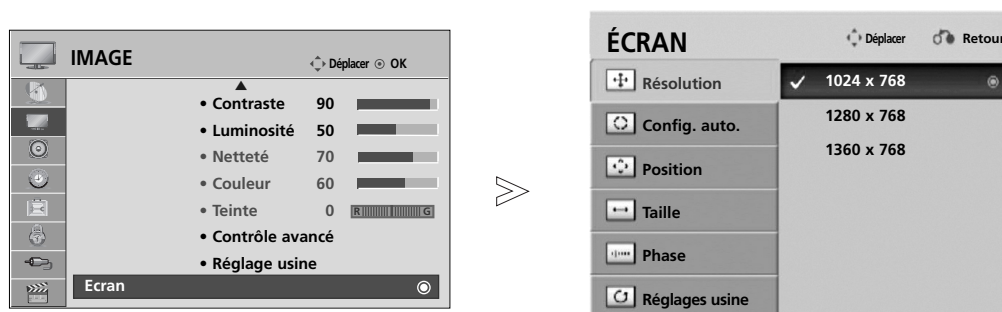 IMAGE
Déplacer OK
• Contraste 90
• Luminosité 50
• Netteté 70
• Couleur 60
• Teinte 0 R G
• Contrôle avancé
• Réglage usine
Ecran
ÉCRAN
Déplacer Retour
Résolution
Config. auto.
Position
Taille
Phase
Réglages usine
1024 x 768
1280 x 768
1360 x 768